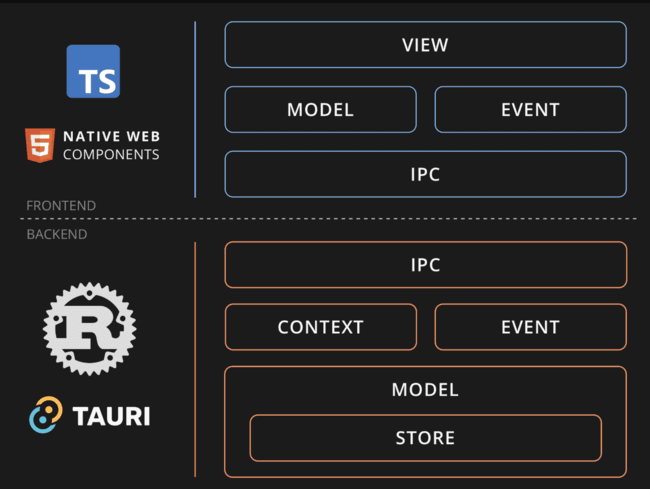 TS
5
NATIVE WEB
COMPONENTS
VIEW
MODEL
EVENT
IPC
FRONTEND
BACKEND
IPC
R
CONTEXT
EVENT
TAURI
MODEL
STORE